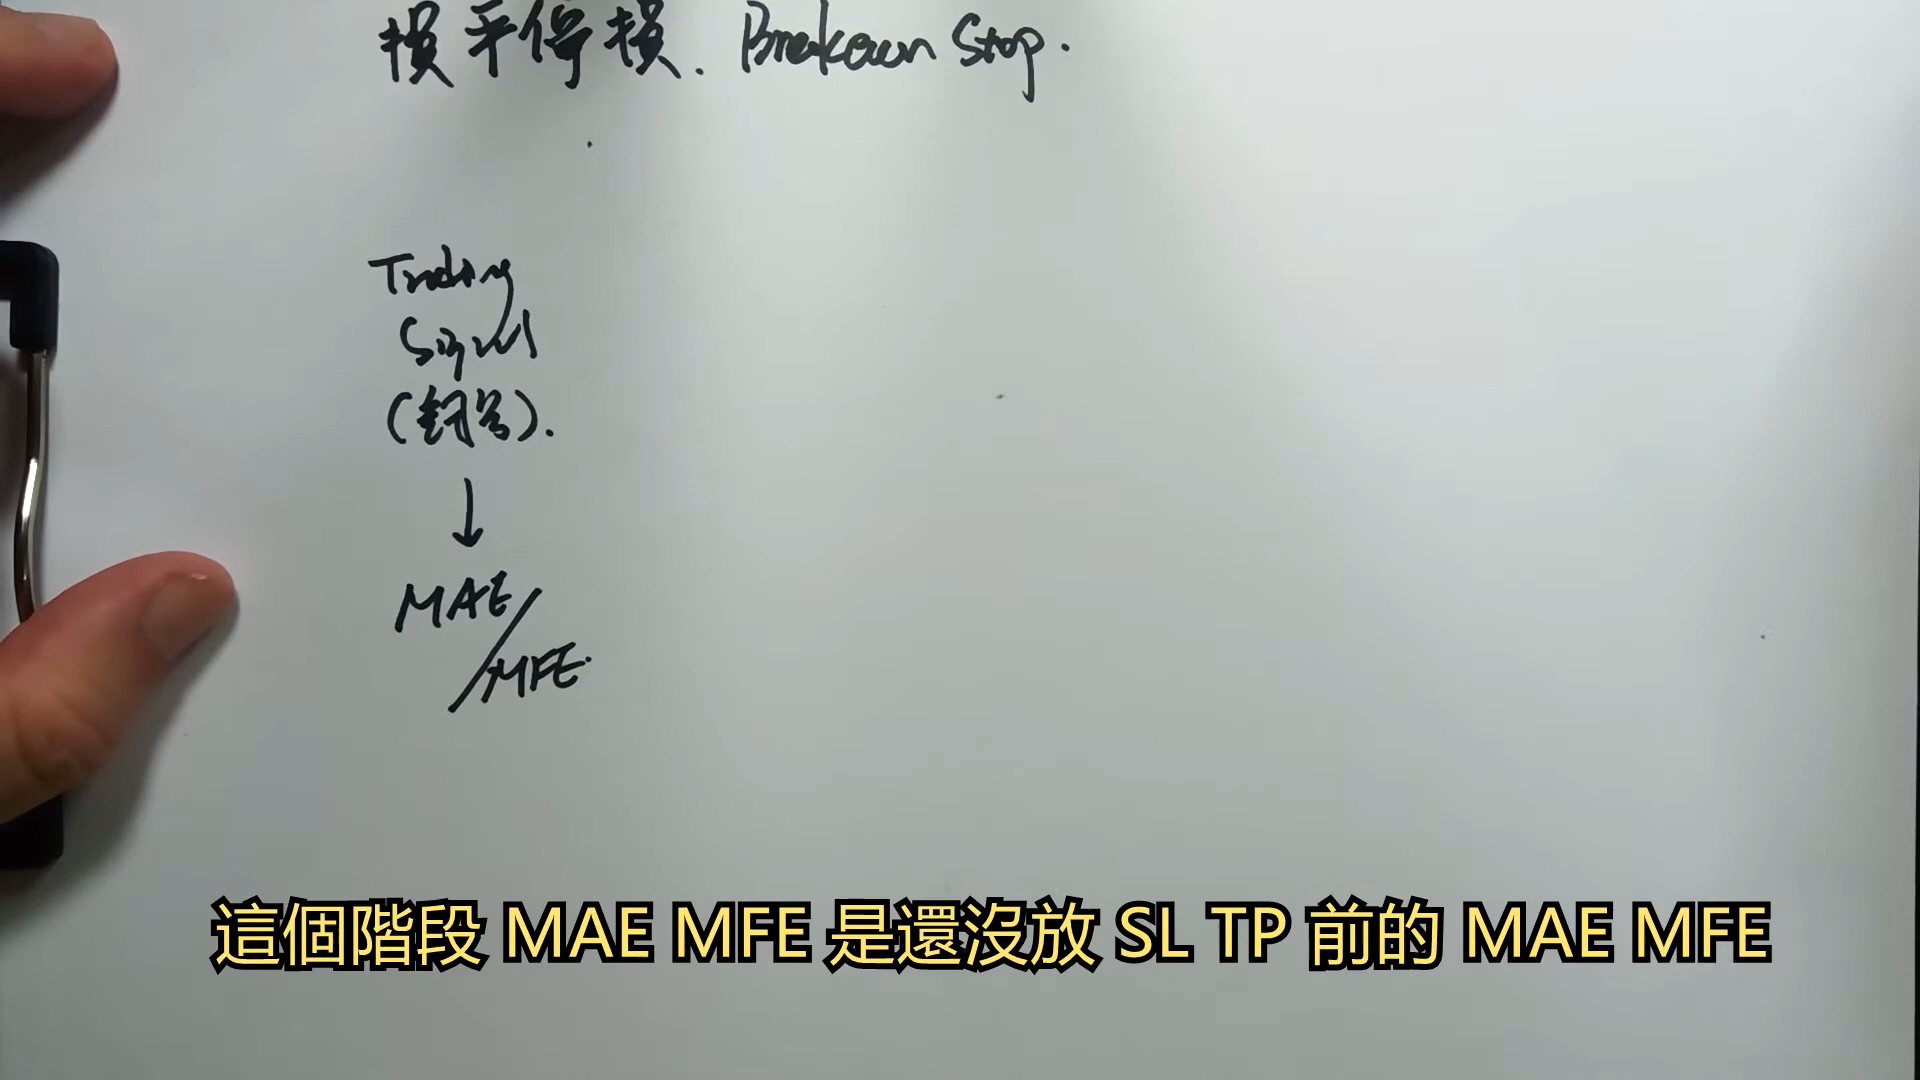 損平停損. Breakeven Stop.
Trading
Signal
(訊号).
↓
MAE/
MFE.
這個階段 MAE MFE 是還沒放 SL TP 前的 MAE MFE